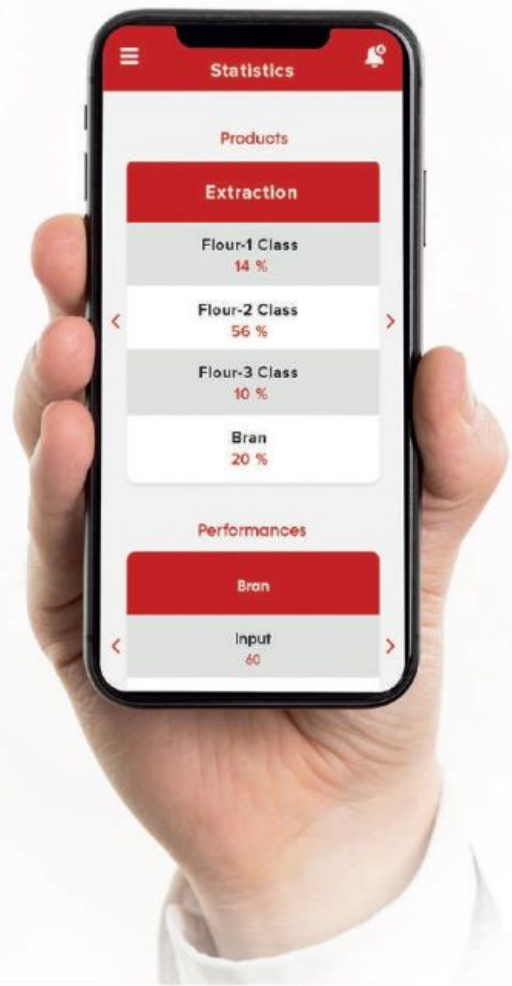 Statistics
Products
Extraction
Flour-1 Class
14 %
Flour-2 Class
56 %
Flour-3 Class
10 %
Bran
20 %
Performances
Bran
Input
60